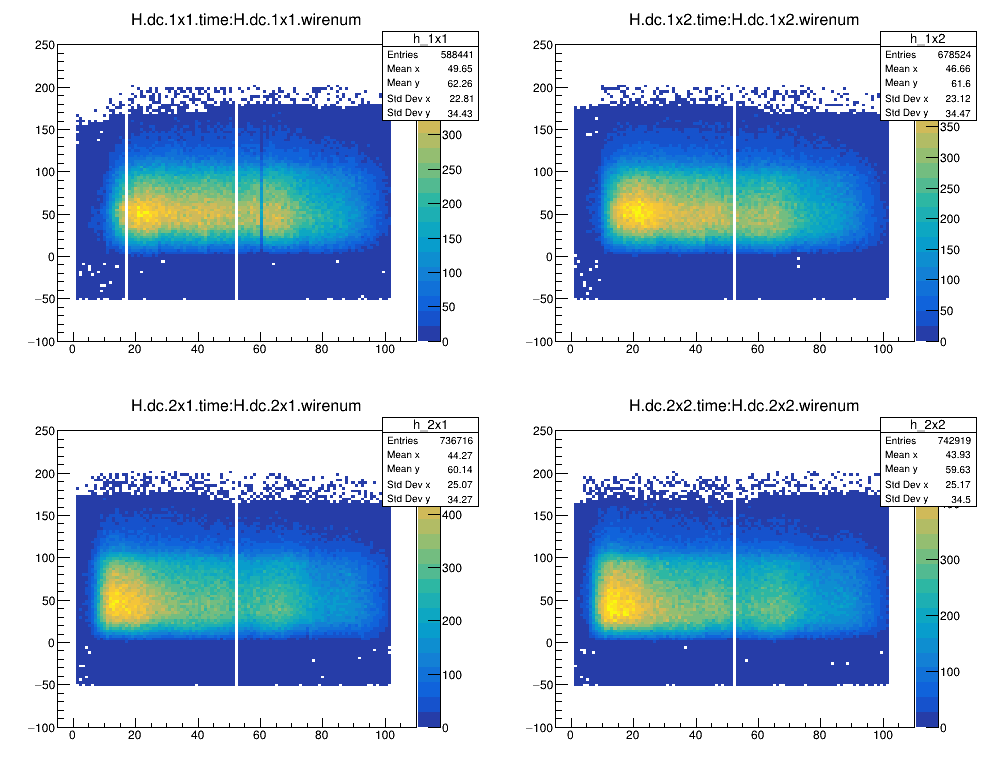 H.dc.1x1.time:H.dc.1x1.wirenum
h_1x1
Entries 588441
Mean x 49.65
Mean y 62.26
Std Dev x 22.81
Std Dev y 34.43
250
200
150
100
50
0
−50
−100
0 20 40 60 80 100
300
250
200
150
100
50
0
H.dc.1x2.time:H.dc.1x2.wirenum
h_1x2
Entries 678524
Mean x 46.66
Mean y 61.6
Std Dev x 23.12
Std Dev y 34.47
250
200
150
100
50
0
−50
−100
0 20 40 60 80 100
350
300
250
200
150
100
50
0
H.dc.2x1.time:H.dc.2x1.wirenum
h_2x1
Entries 736716
Mean x 44.27
Mean y 60.14
Std Dev x 25.07
Std Dev y 34.27
250
200
150
100
50
0
−50
−100
0 20 40 60 80 100
400
300
200
100
0
H.dc.2x2.time:H.dc.2x2.wirenum
h_2x2
Entries 742919
Mean x 43.93
Mean y 59.63
Std Dev x 25.17
Std Dev y 34.5
250
200
150
100
50
0
−50
−100
0 20 40 60 80 100
300
200
100
0